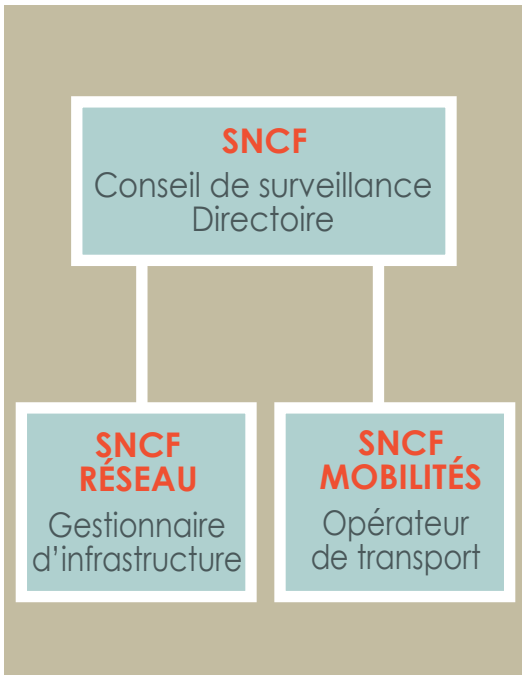 SNCF
Conseil de surveillance
Directoire
SNCF
RÉSEAU
Gestionnaire
d’infrastructure
SNCF
MOBILITÉS
Opérateur
de transport